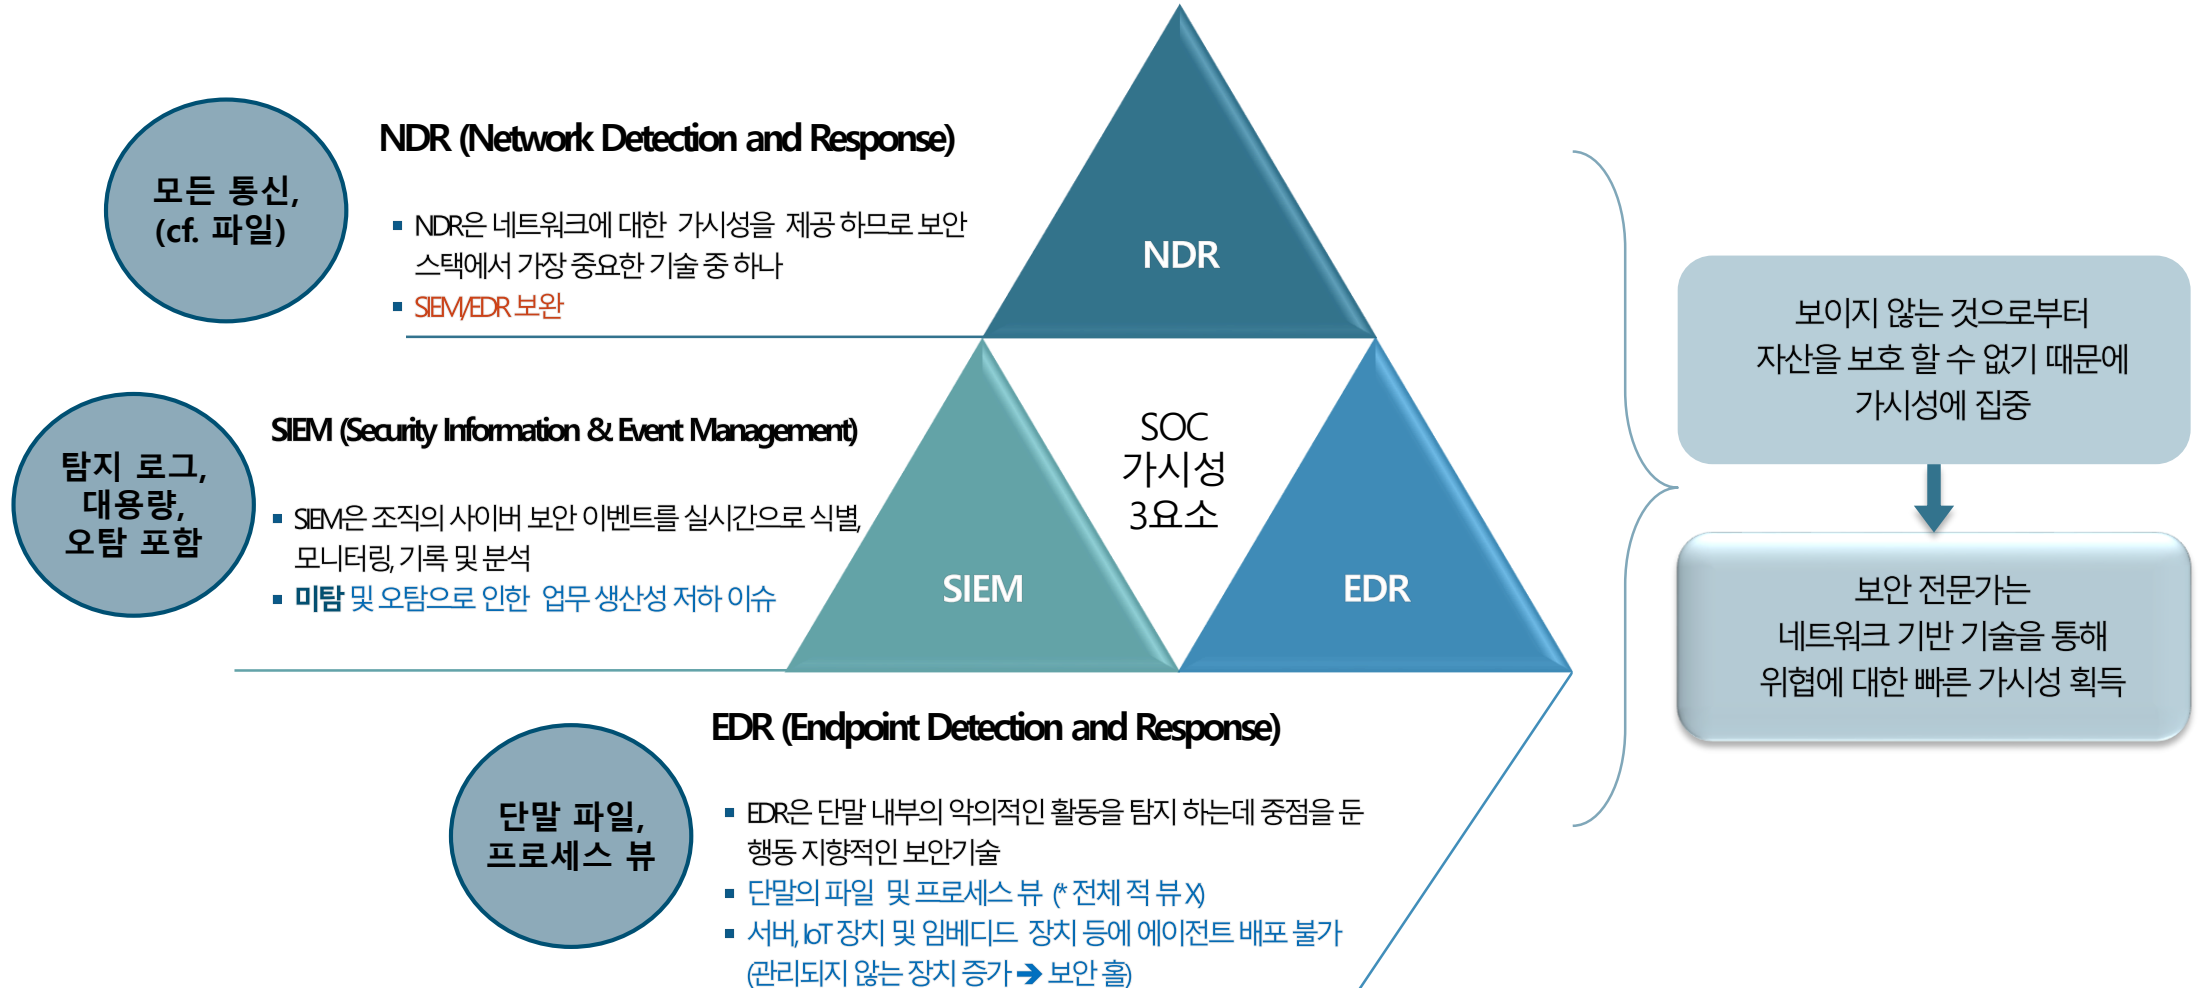 모든 통신,
(cf. 파일)
NDR (Network Detection and Response)
NDR은 네트워크에 대한 가시성을 제공 하므로 보안
스택에서 가장 중요한 기술 중 하나
SIEM/EDR 보완
NDR
탐지 로그,
대용량,
오탐 포함
SIEM (Security Information & Event Management)
SIEM은 조직의 사이버 보안 이벤트를 실시간으로 식별,
모니터링, 기록 및 분석
미탐 및 오탐으로 인한 업무 생산성 저하 이슈
SIEM
SOC
가시성
3요소
EDR
단말 파일,
프로세스 뷰
EDR (Endpoint Detection and Response)
EDR은 단말 내부의 악의적인 활동을 탐지 하는데 중점을 둔
행동 지향적인 보안기술
단말의 파일 및 프로세스 뷰 (* 전체 적 뷰 X)
서버, IoT 장치 및 임베디드 장치 등에 에이전트 배포 불가
(관리되지 않는 장치 증가 ➔ 보안 홀)
보이지 않는 것으로부터
자산을 보호 할 수 없기 때문에
가시성에 집중
보안 전문가는
네트워크 기반 기술을 통해
위협에 대한 빠른 가시성 획득